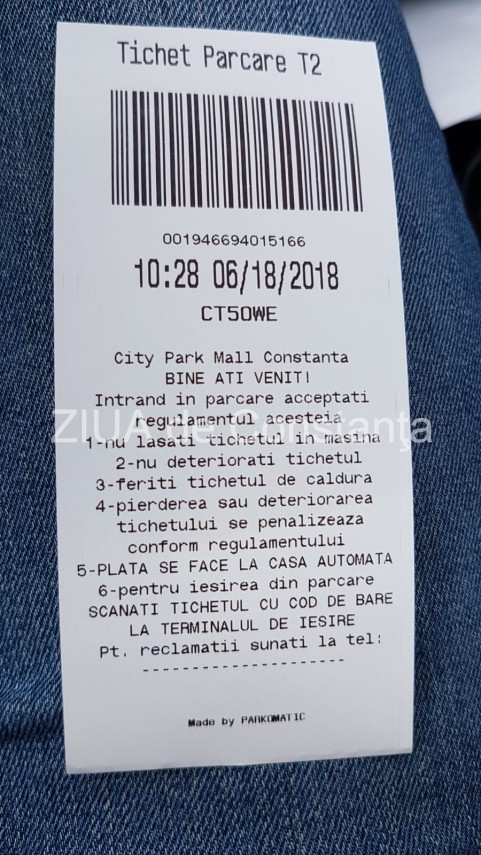 Tichet Parcare T2
001946694015166
10:28 06/18/2018
CT50WE
City Park Mall Constanta
BINE ATI VENIT!
Intrand in parcare acceptati
regulamentul acesteia
ZIUA de Constanţa
1-nu lasati tichetul in masina
2-nu deteriorati tichetul
3-feriti tichetul de caldura
4-pierderea sau deteriorarea
tichetului se penalizeaza
conform regulamentului
5-PLATA SE FACE LA CASA AUTOMATA
6-pentru iesirea din parcare
SCANATI TICHETUL CU COD DE BARE
LA TERMINALUL DE IESIRE
Pt. reclamatii sunati la tel:
--------------------
Made by PARKOMATIC